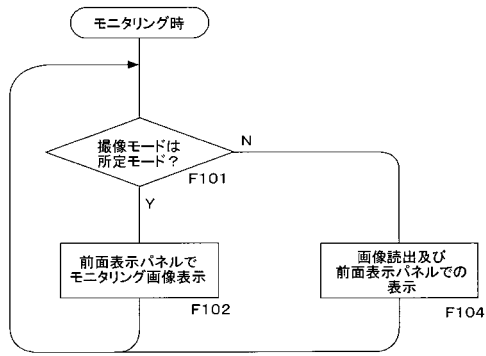 モニタリング時
撮像モードは
所定モード？
N
F101
Y
前面表示パネルで
モニタリング画像表示
F102
画像読出及び
前面表示パネルでの
表示
F104